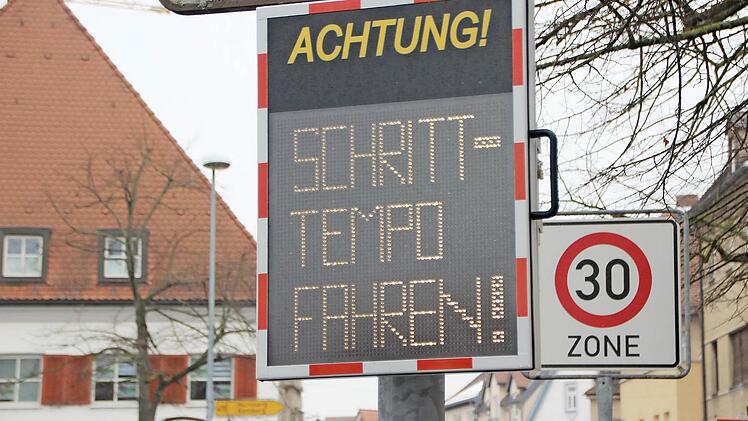 ACHTUNG!
SCHRITT-
TEMPO
FAHREN!
30
ZONE